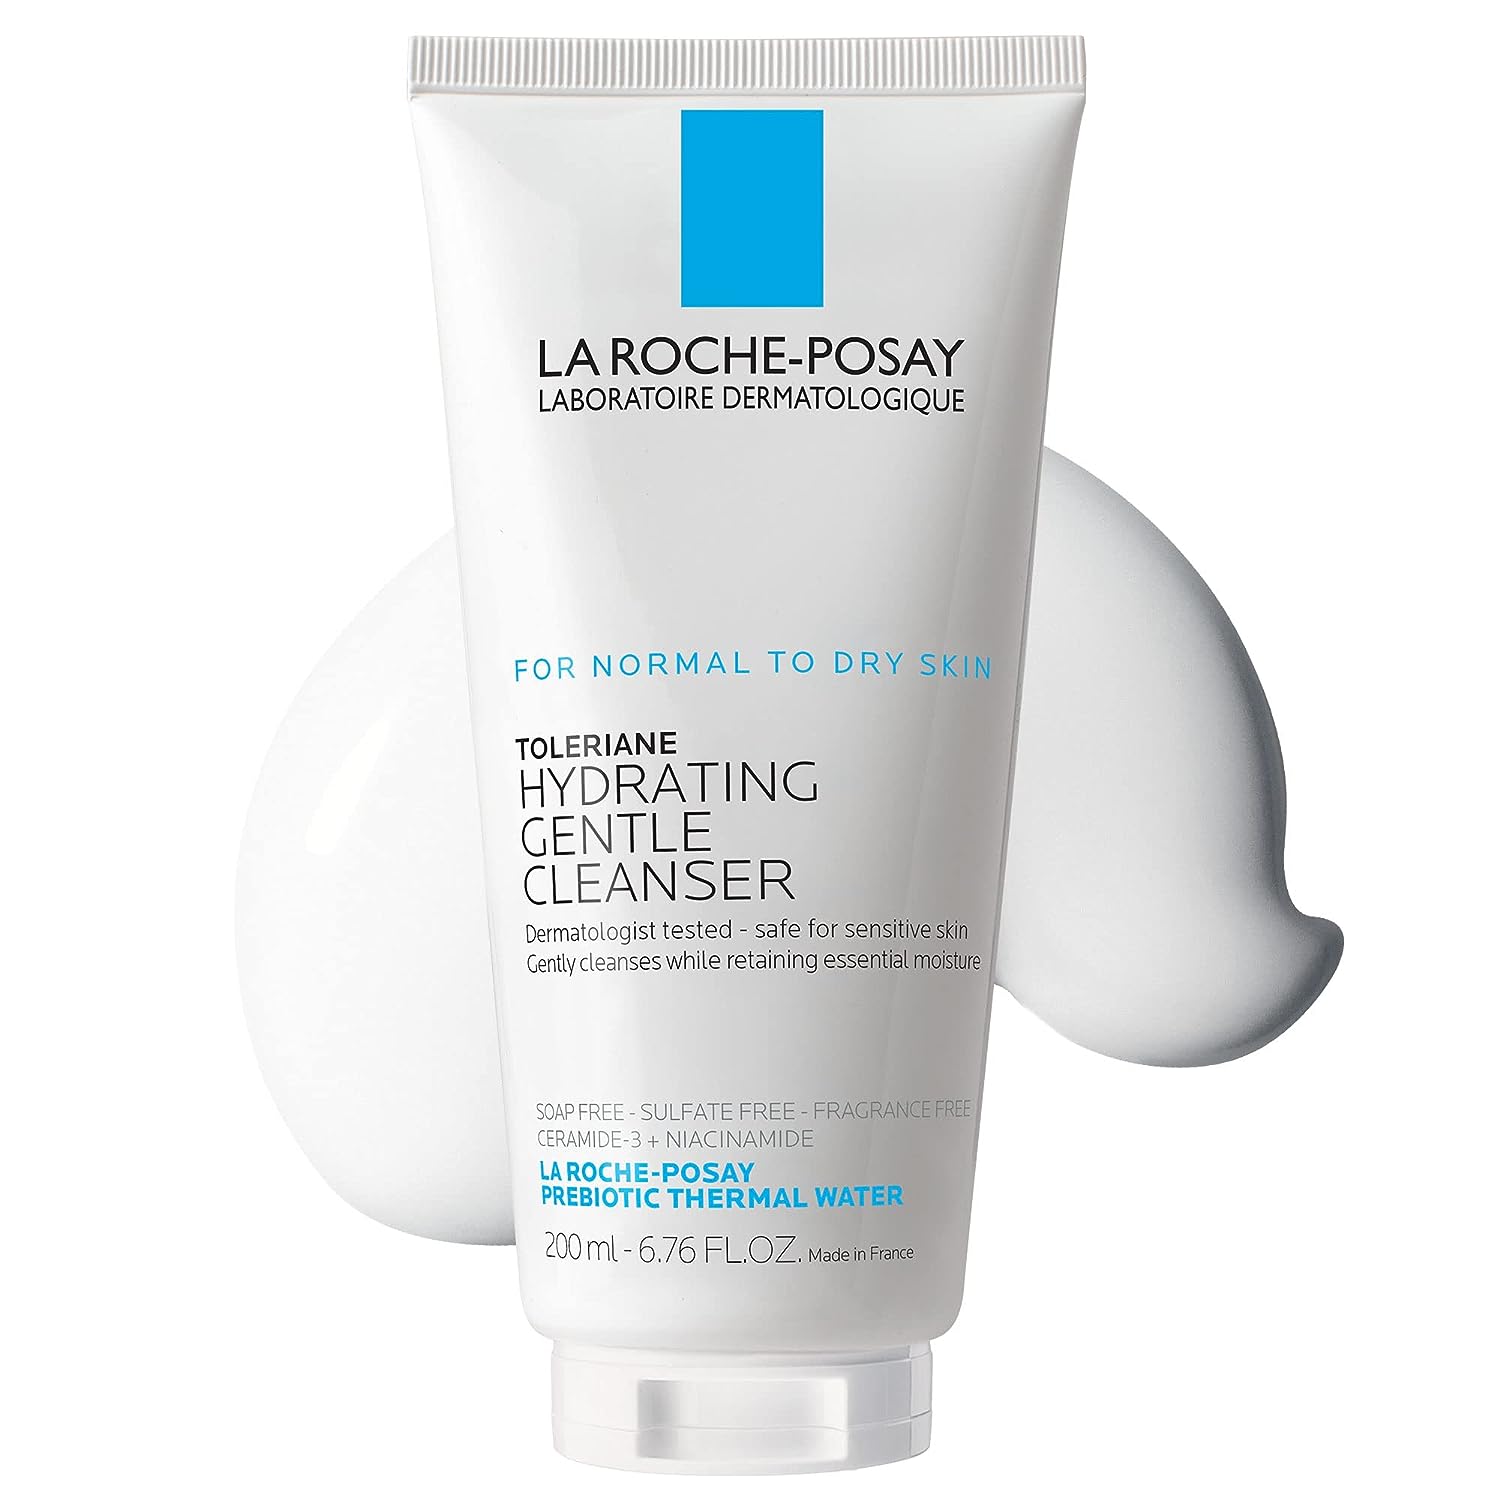 LA ROCHE-POSAY
LABORATOIRE DERMATOLOGIQUE
FOR NORMAL TO DRY SKIN
TOLERIANE
HYDRATING
GENTLE
CLEANSER
Dermatologist tested - safe for sensitive skin
Gently cleanses while retaining essential moisture
SOAP FREE - SULFATE FREE - FRAGRANCE FREE
CERAMIDE-3 + NIACINAMIDE
LA ROCHE-POSAY
PREBIOTIC THERMAL WATER
200 ml - 6.76 FL.OZ. Made in France